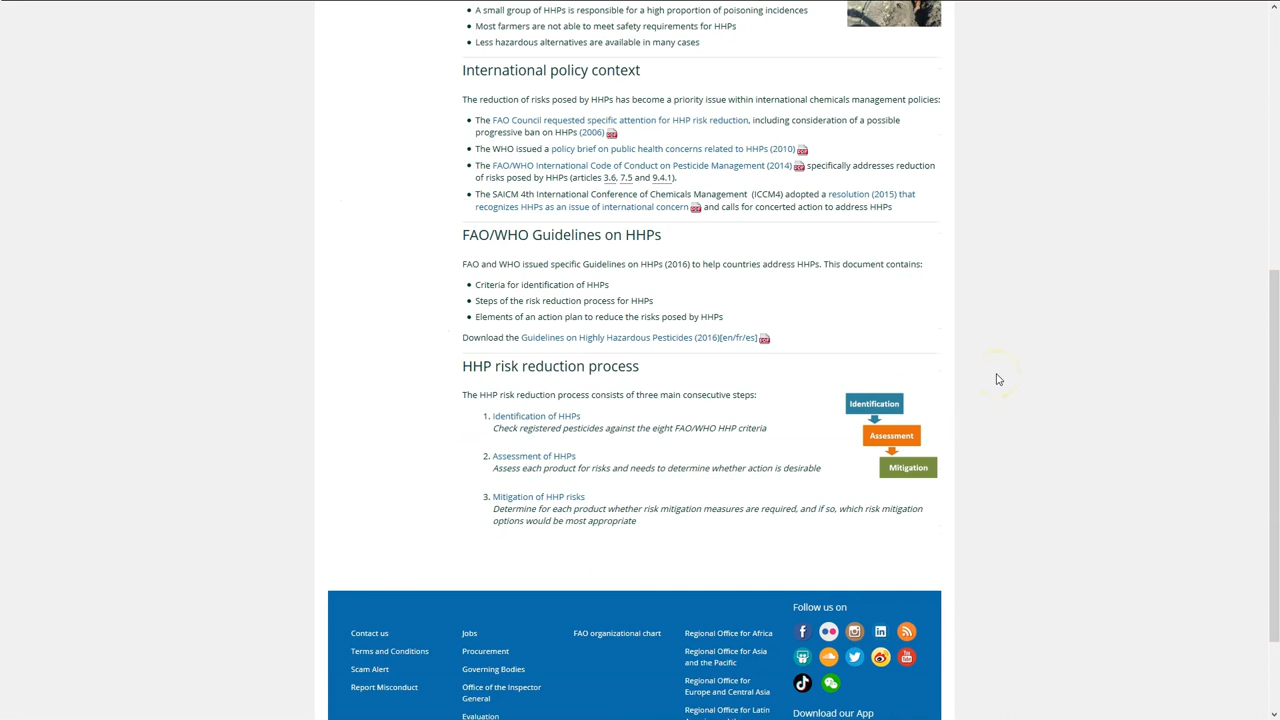 A small group of HHPs is responsible for a high proportion of poisoning incidences
Most farmers are not able to meet safety requirements for HHPs
Less hazardous alternatives are available in many cases
International policy context
The reduction of risks posed by HHPs has become a priority issue within international chemicals management policies:
The FAO Council requested specific attention for HHP risk reduction, including consideration of a possible
progressive ban on HHPs (2006)
The WHO issued a policy brief on public health concerns related to HHPs (2010)
The FAO/WHO International Code of Conduct on Pesticide Management (2014) specifically addresses reduction
of risks posed by HHPs (articles 3.6, 7.5 and 9.4.1).
The SAICM 4th International Conference of Chemicals Management (ICCM4) adopted a resolution (2015) that
recognizes HHPs as an issue of international concern and calls for concerted action to address HHPs
FAO/WHO Guidelines on HHPs
FAO and WHO issued specific Guidelines on HHPs (2016) to help countries address HHPs. This document contains:
Criteria for identification of HHPs
Steps of the risk reduction process for HHPs
Elements of an action plan to reduce the risks posed by HHPs
Download the Guidelines on Highly Hazardous Pesticides (2016)[en/fr/es]
HHP risk reduction process
The HHP risk reduction process consists of three main consecutive steps:
1. Identification of HHPs
Check registered pesticides against the eight FAO/WHO HHP criteria
2. Assessment of HHPs
Assess each product for risks and needs to determine whether action is desirable
3. Mitigation of HHP risks
Determine for each product whether risk mitigation measures are required, and if so, which risk mitigation
options would be most appropriate
Identification
Assessment
Mitigation
Contact us
Terms and Conditions
Scam Alert
Report Misconduct
Jobs
Procurement
Governing Bodies
Office of the Inspector
General
Evaluation
FAO organizational chart
Regional Office for Africa
Regional Office for Asia
and the Pacific
Regional Office for
Europe and Central Asia
Regional Office for Latin
Follow us on
Download our App